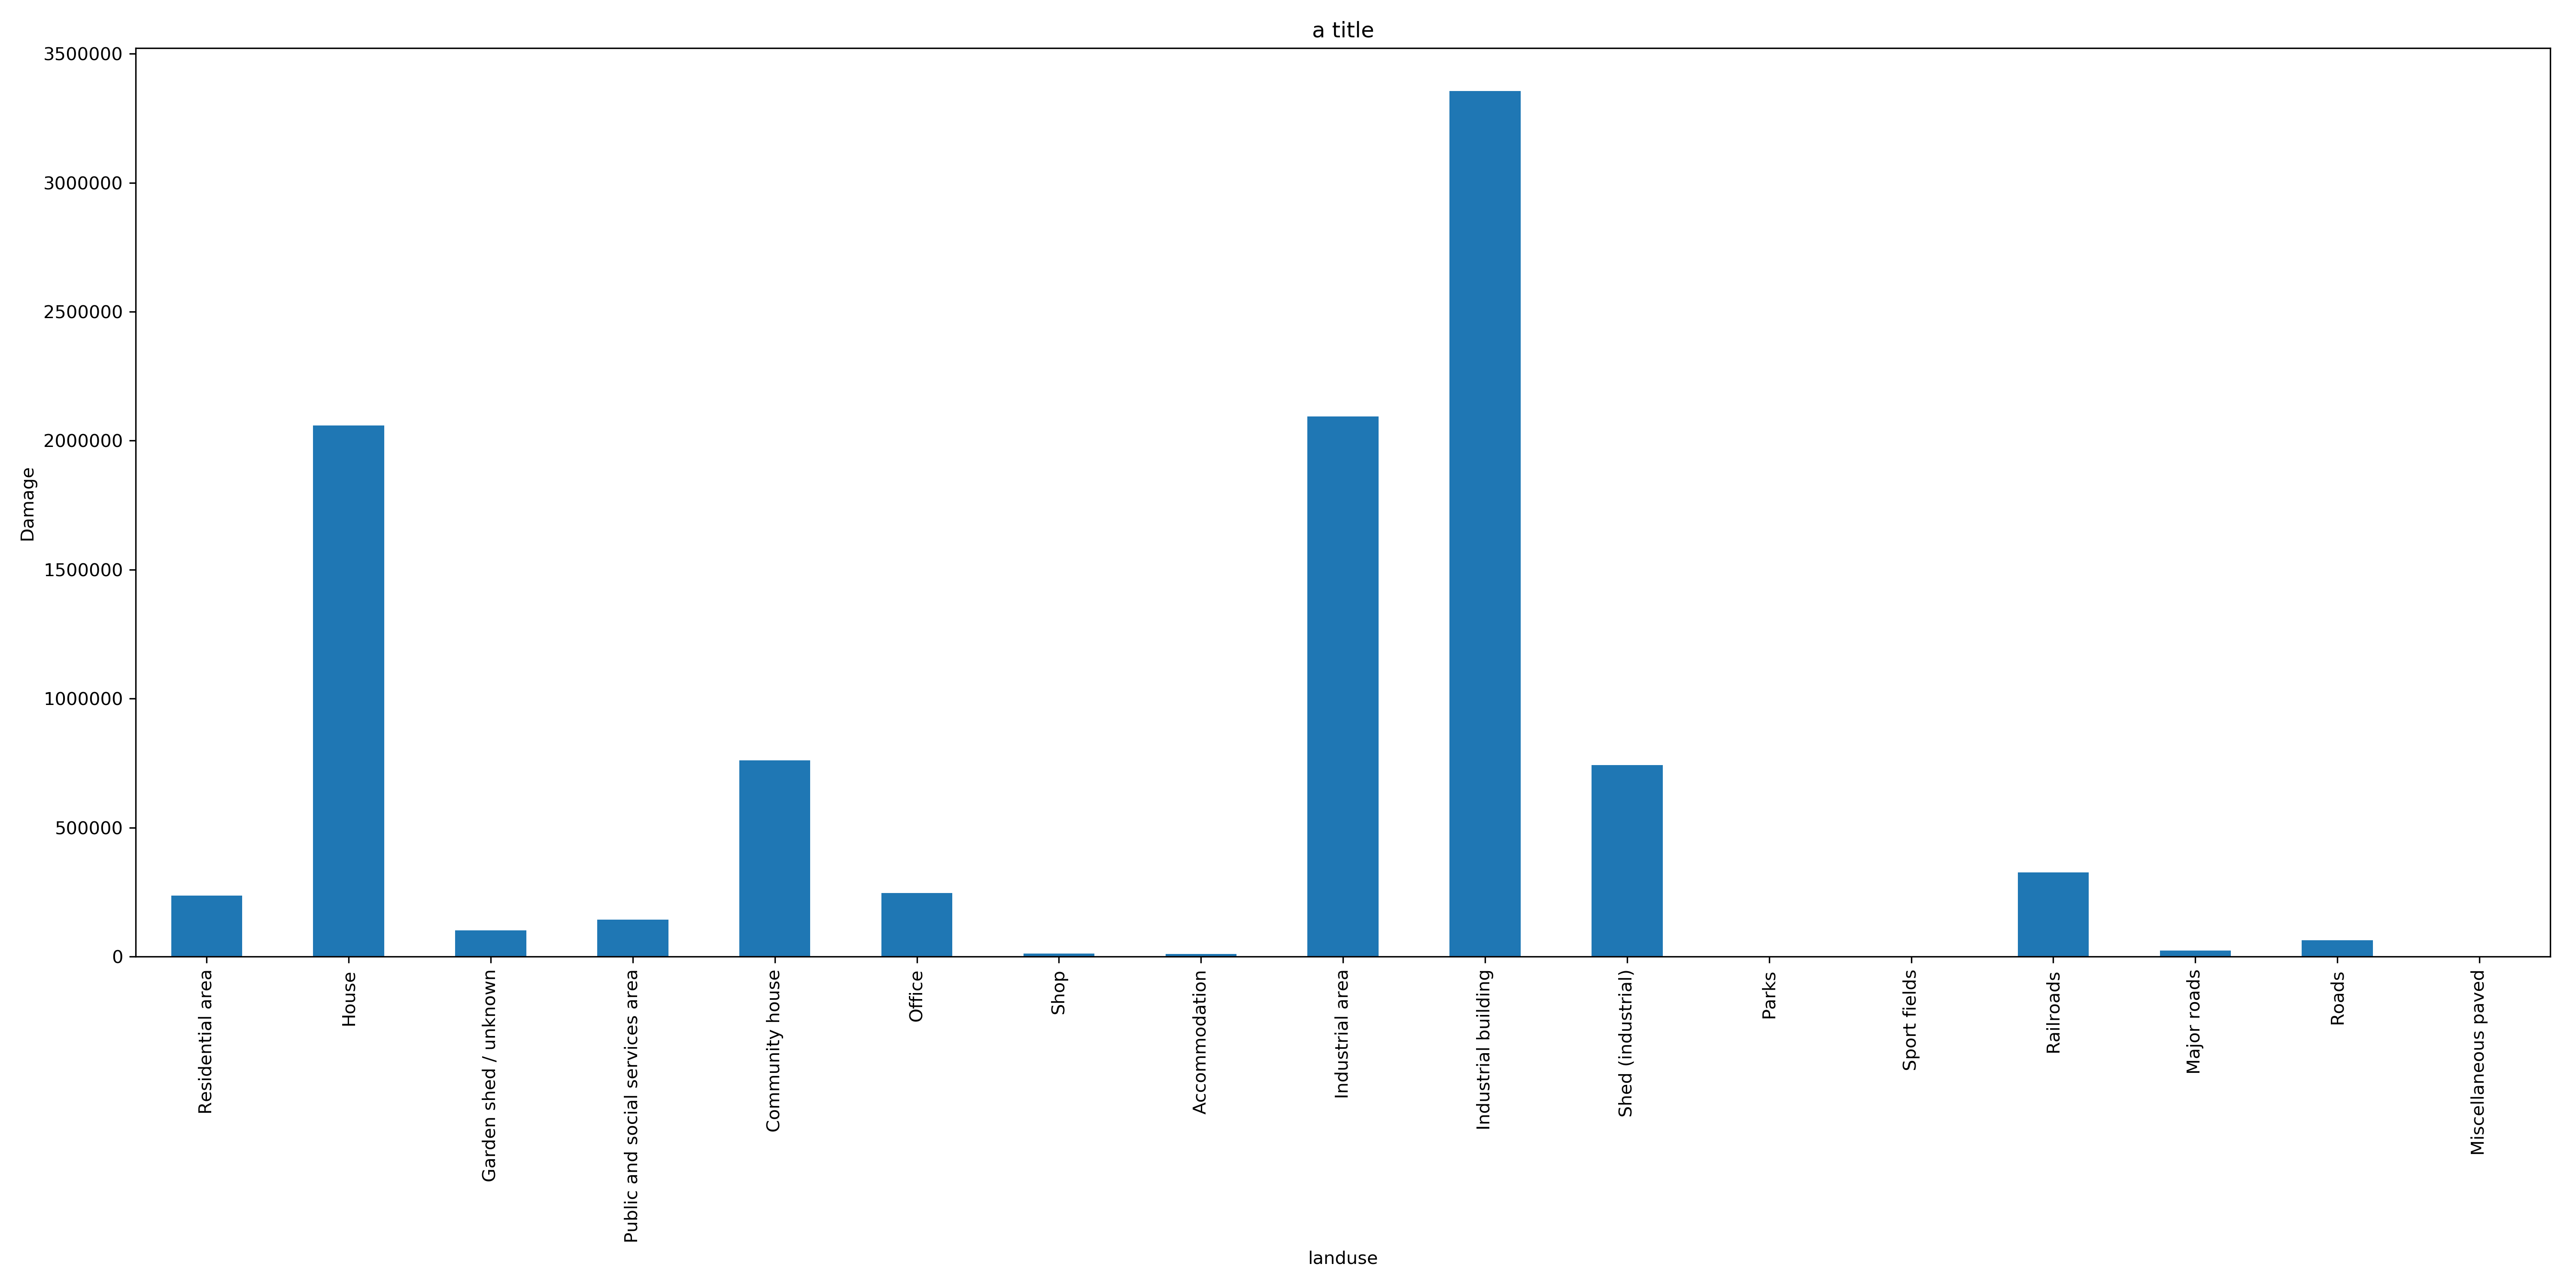 a title
3500000
3000000
2500000
2000000
1500000
1000000
500000
0
Damage
Residential area
House
Garden shed / unknown
Public and social services area
Community house
Office
Shop
Accommodation
Industrial area
Industrial building
Shed (industrial)
Parks
Sport fields
Railroads
Major roads
Roads
Miscellaneous paved
landuse